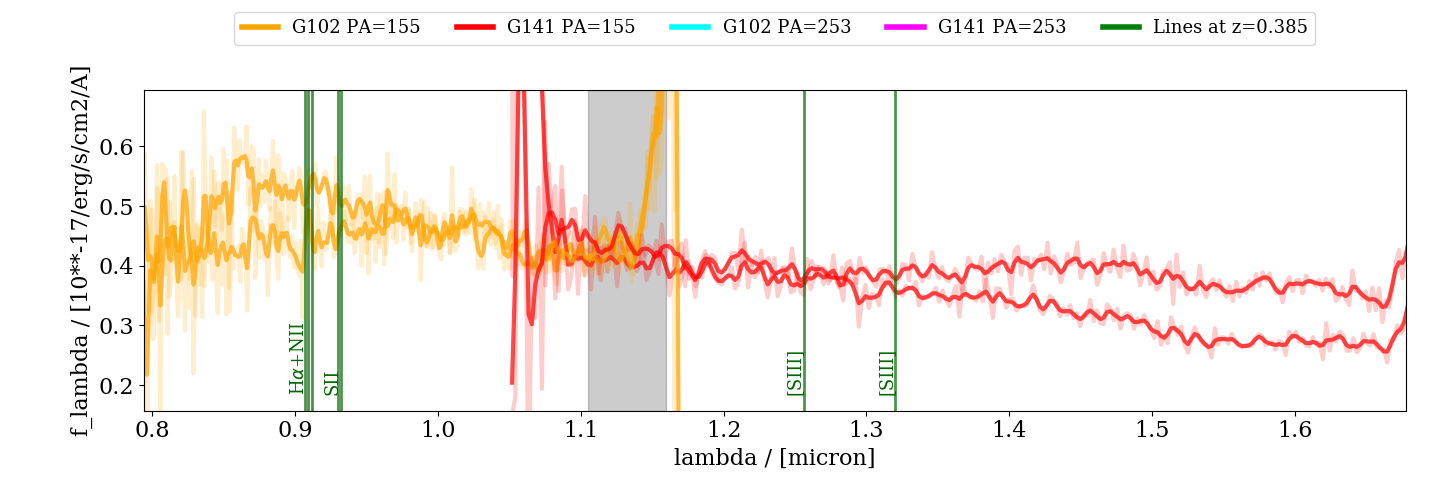 G102 PA=155 G141 PA=155 G102 PA=253 G141 PA=253 Lines at z=0.385
f_lambda / [10**-17/erg/s/cm2/A]
0.6
0.5
0.4
0.3
0.2
Hα+NII
SII
[SIII]
[SIII]
0.8 0.9 1.0 1.1 1.2 1.3 1.4 1.5 1.6
lambda / [micron]